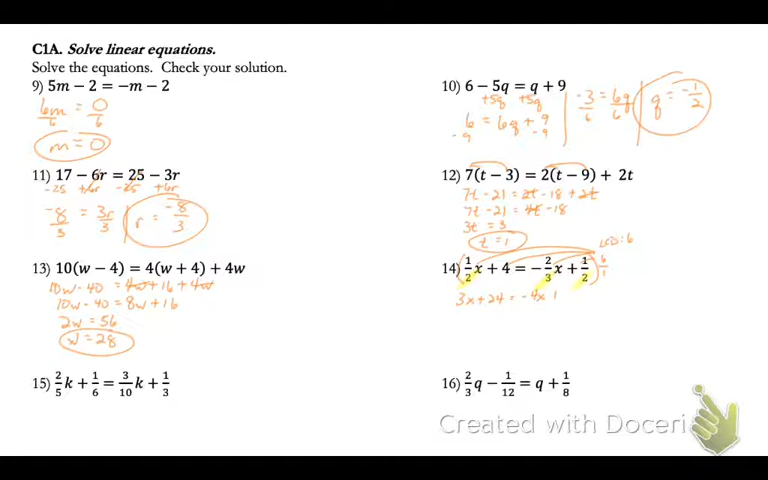 C1A. Solve linear equations.
Solve the equations. Check your solution.
9) 5m − 2 = −m − 2
6m/6 = 0/6
m = 0
10) 6 − 5q = q + 9
+5q +5q
6 = 6q + 9
-9 -9
-3/6 = 6q/6
q = -1/2
11) 17 − 6r = 25 − 3r
-25 +6r -25 +6r
-8/3 = 3r/3
r = -8/3
12) 7(t − 3) = 2(t − 9) + 2t
7t - 21 = 2t - 18 + 2t
7t - 21 = 4t - 18
3t = 3
t = 1
13) 10(w − 4) = 4(w + 4) + 4w
10w - 40 = 4w + 16 + 4w
10w - 40 = 8w + 16
2w = 56
w = 28
14) 1/2 x + 4 = − 2/3 x + 1/2
LCD: 6
6/1
3x + 24 = -4x
15) 2/5 k + 1/6 = 3/10 k + 1/3
16) 2/3 q − 1/12 = q + 1/8
Created with Doceri